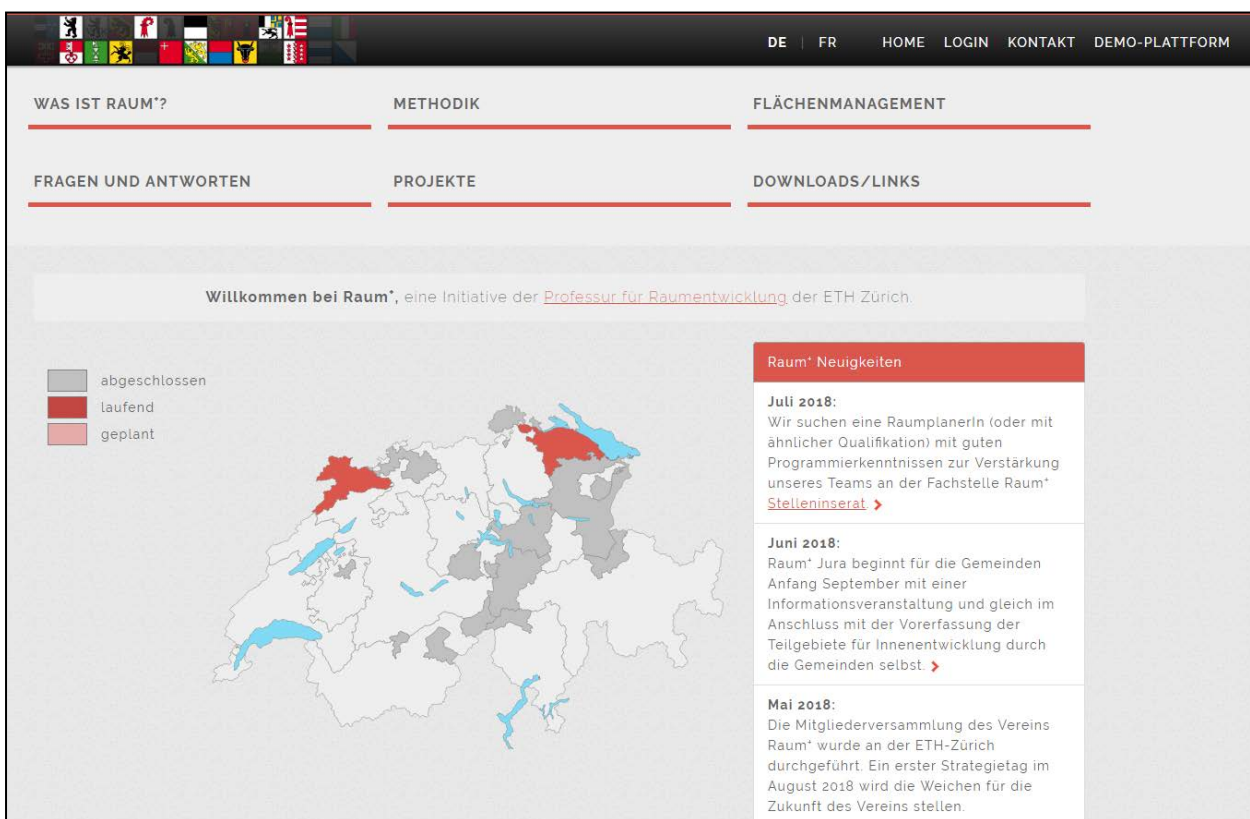 DE | FR HOME LOGIN KONTAKT DEMO-PLATTFORM
WAS IST RAUM⁺? METHODIK FLÄCHENMANAGEMENT
FRAGEN UND ANTWORTEN PROJEKTE DOWNLOADS/LINKS
Willkommen bei Raum⁺, eine Initiative der Professur für Raumentwicklung der ETH Zürich.
abgeschlossen
laufend
geplant
Raum⁺ Neuigkeiten
Juli 2018:
Wir suchen eine RaumplanerIn (oder mit
ähnlicher Qualifikation) mit guten
Programmierkenntnissen zur Verstärkung
unseres Teams an der Fachstelle Raum⁺
Stelleninserat.
Juni 2018:
Raum⁺ Jura beginnt für die Gemeinden
Anfang September mit einer
Informationsveranstaltung und gleich im
Anschluss mit der Vorerfassung der
Teilgebiete für Innenentwicklung durch
die Gemeinden selbst.
Mai 2018:
Die Mitgliederversammlung des Vereins
Raum⁺ wurde an der ETH-Zürich
durchgeführt. Ein erster Strategietag im
August 2018 wird die Weichen für die
Zukunft des Vereins stellen.